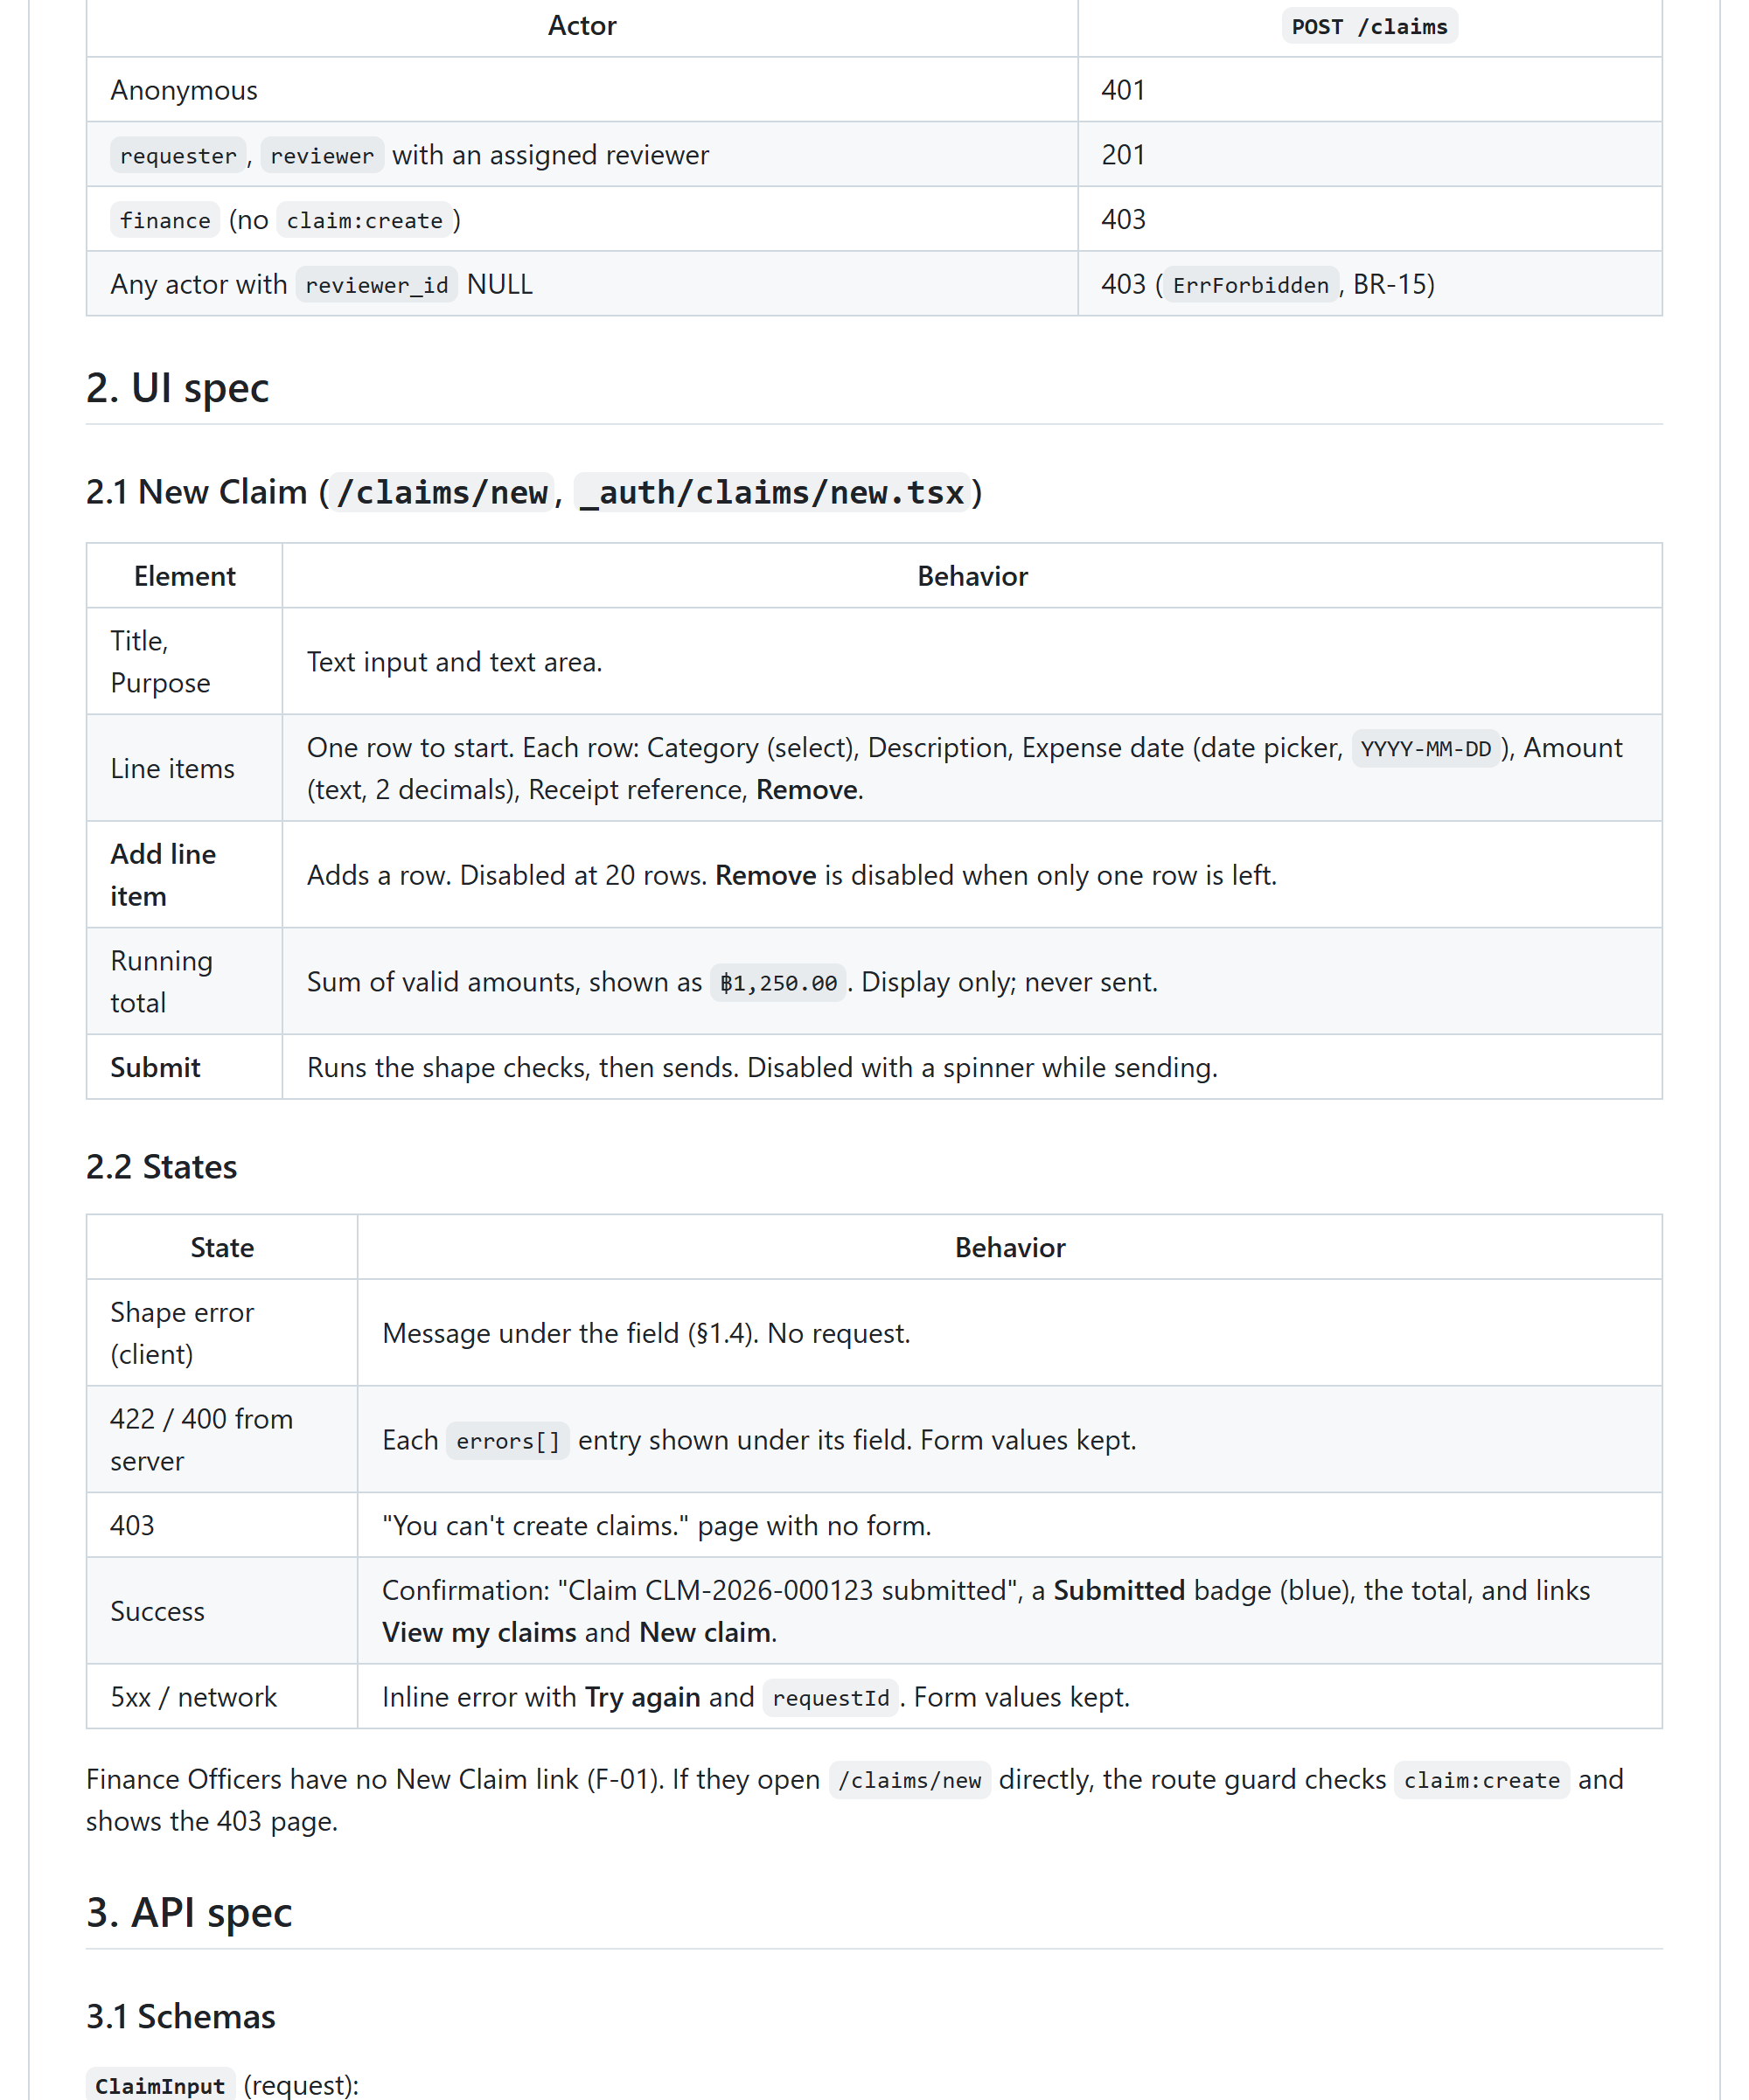 Actor POST /claims
Anonymous 401
requester, reviewer with an assigned reviewer 201
finance (no claim:create) 403
Any actor with reviewer_id NULL 403 (ErrForbidden, BR-15)
2. UI spec
2.1 New Claim (/claims/new, _auth/claims/new.tsx)
Element Behavior
Title,
Purpose
Text input and text area.
Line items
One row to start. Each row: Category (select), Description, Expense date (date picker, YYYY-MM-DD), Amount
(text, 2 decimals), Receipt reference, Remove.
Add line
item
Adds a row. Disabled at 20 rows. Remove is disabled when only one row is left.
Running
total
Sum of valid amounts, shown as ฿1,250.00. Display only; never sent.
Submit Runs the shape checks, then sends. Disabled with a spinner while sending.
2.2 States
State Behavior
Shape error
(client)
Message under the field (§1.4). No request.
422 / 400 from
server
Each errors[] entry shown under its field. Form values kept.
403 "You can't create claims." page with no form.
Success
Confirmation: "Claim CLM-2026-000123 submitted", a Submitted badge (blue), the total, and links
View my claims and New claim.
5xx / network Inline error with Try again and requestId. Form values kept.
Finance Officers have no New Claim link (F-01). If they open /claims/new directly, the route guard checks claim:create and
shows the 403 page.
3. API spec
3.1 Schemas
ClaimInput (request):